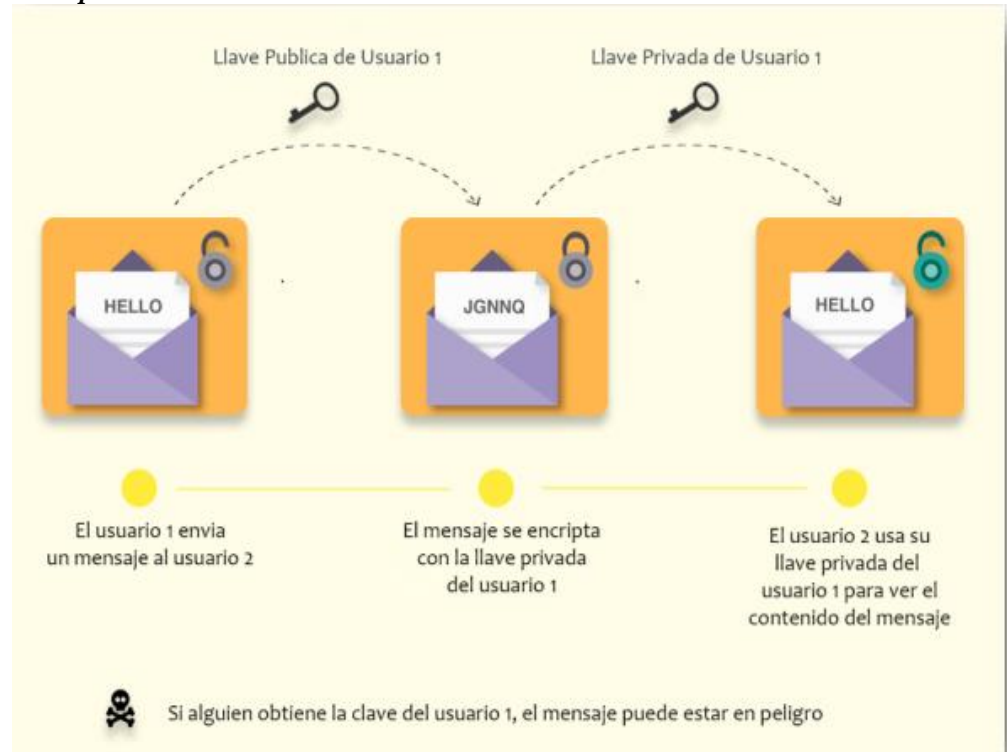 Llave Publica de Usuario 1
Llave Privada de Usuario 1
HELLO
JGNNQ
HELLO
El usuario 1 envia
un mensaje al usuario 2
El mensaje se encripta
con la llave privada
del usuario 1
El usuario 2 usa su
llave privada del
usuario 1 para ver el
contenido del mensaje
Si alguien obtiene la clave del usuario 1, el mensaje puede estar en peligro